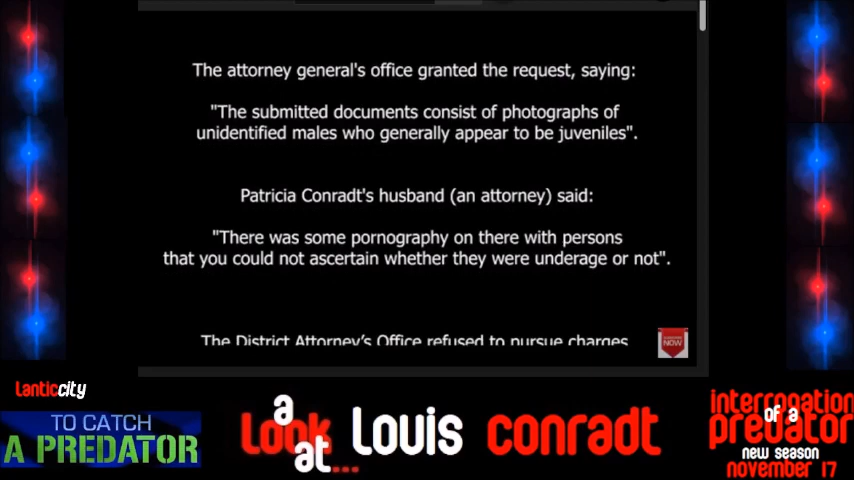 The attorney general's office granted the request, saying:
"The submitted documents consist of photographs of
unidentified males who generally appear to be juveniles".
Patricia Conradt's husband (an attorney) said:
"There was some pornography on there with persons
that you could not ascertain whether they were underage or not".
The District Attorney's Office refused to pursue charges
NOW
Lanticcity
TO CATCH
A PREDATOR
a
Look
at...
Louis
conradt
interrogation
of a
predator
new season
november 17